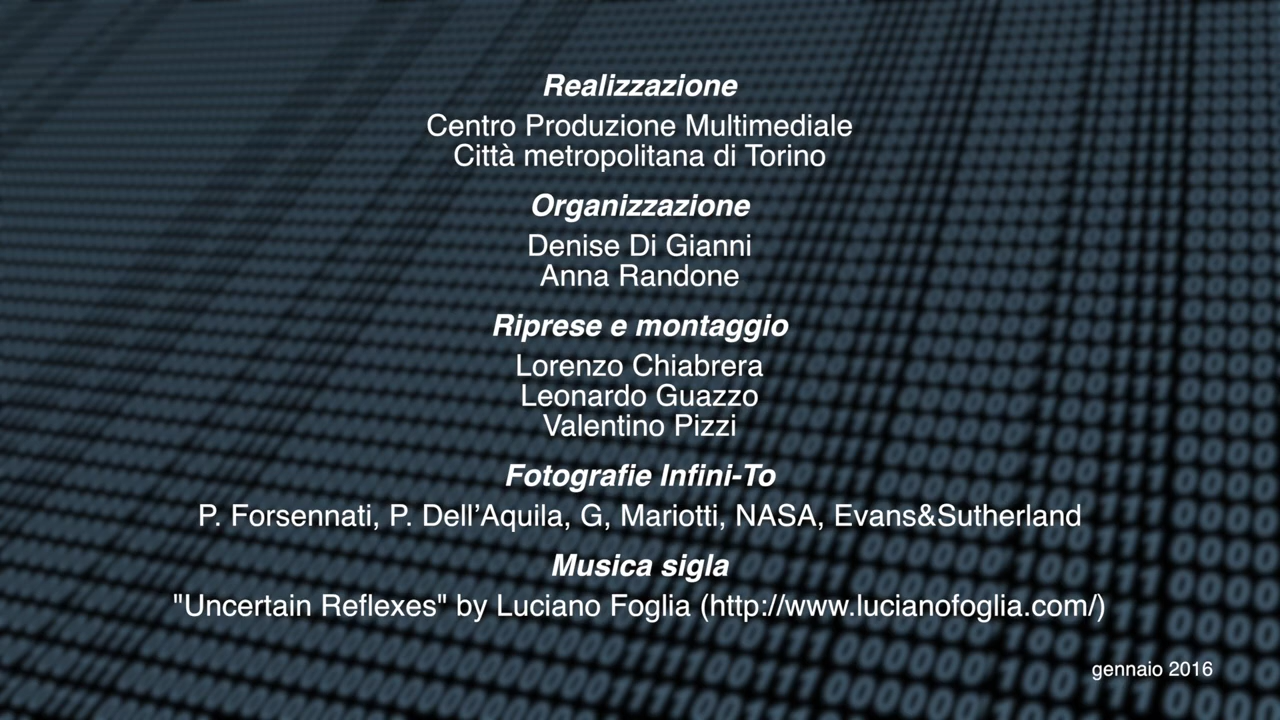 Realizzazione
Centro Produzione Multimediale
Città metropolitana di Torino
Organizzazione
Denise Di Gianni
Anna Randone
Riprese e montaggio
Lorenzo Chiabrera
Leonardo Guazzo
Valentino Pizzi
Fotografie Infini-To
P. Forsennati, P. Dell’Aquila, G, Mariotti, NASA, Evans&Sutherland
Musica sigla
"Uncertain Reflexes" by Luciano Foglia (http://www.lucianofoglia.com/)
gennaio 2016